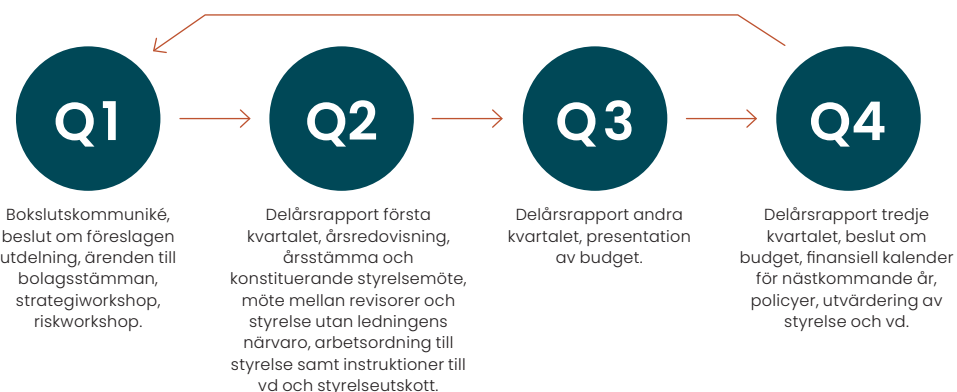 Q1
Bokslutskommuniké,
beslut om föreslagen
utdelning, ärenden till
bolagsstämman,
strategiworkshop,
riskworkshop.
Q2
Delårsrapport första
kvartalet, årsredovisning,
årsstämma och
konstituerande styrelsemöte,
möte mellan revisorer och
styrelse utan ledningens
närvaro, arbetsordning till
styrelse samt instruktioner till
vd och styrelseutskott.
Q3
Delårsrapport andra
kvartalet, presentation
av budget.
Q4
Delårsrapport tredje
kvartalet, beslut om
budget, finansiell kalender
för nästkommande år,
policyer, utvärdering av
styrelse och vd.